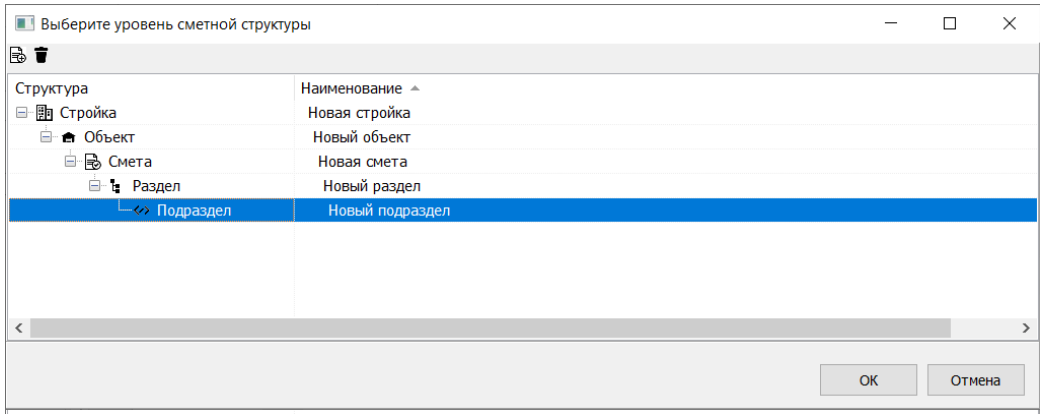 Выберите уровень сметной структуры
Структура Наименование
Стройка Новая стройка
Объект Новый объект
Смета Новая смета
Раздел Новый раздел
Подраздел Новый подраздел
ОК Отмена